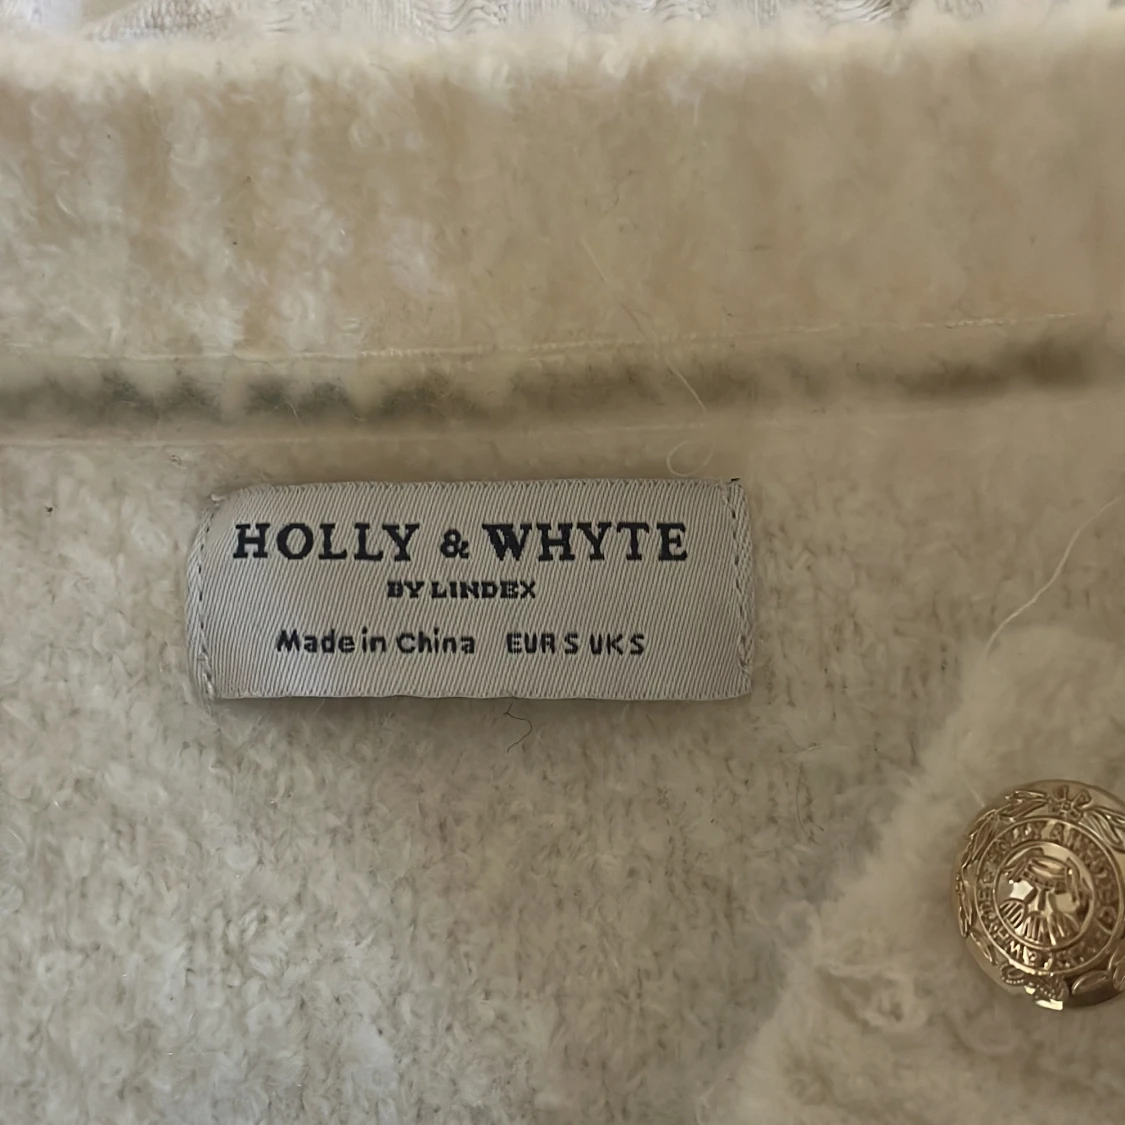 HOLLY & WHYTE
BY LINDEX
Made in China EUR S UK S